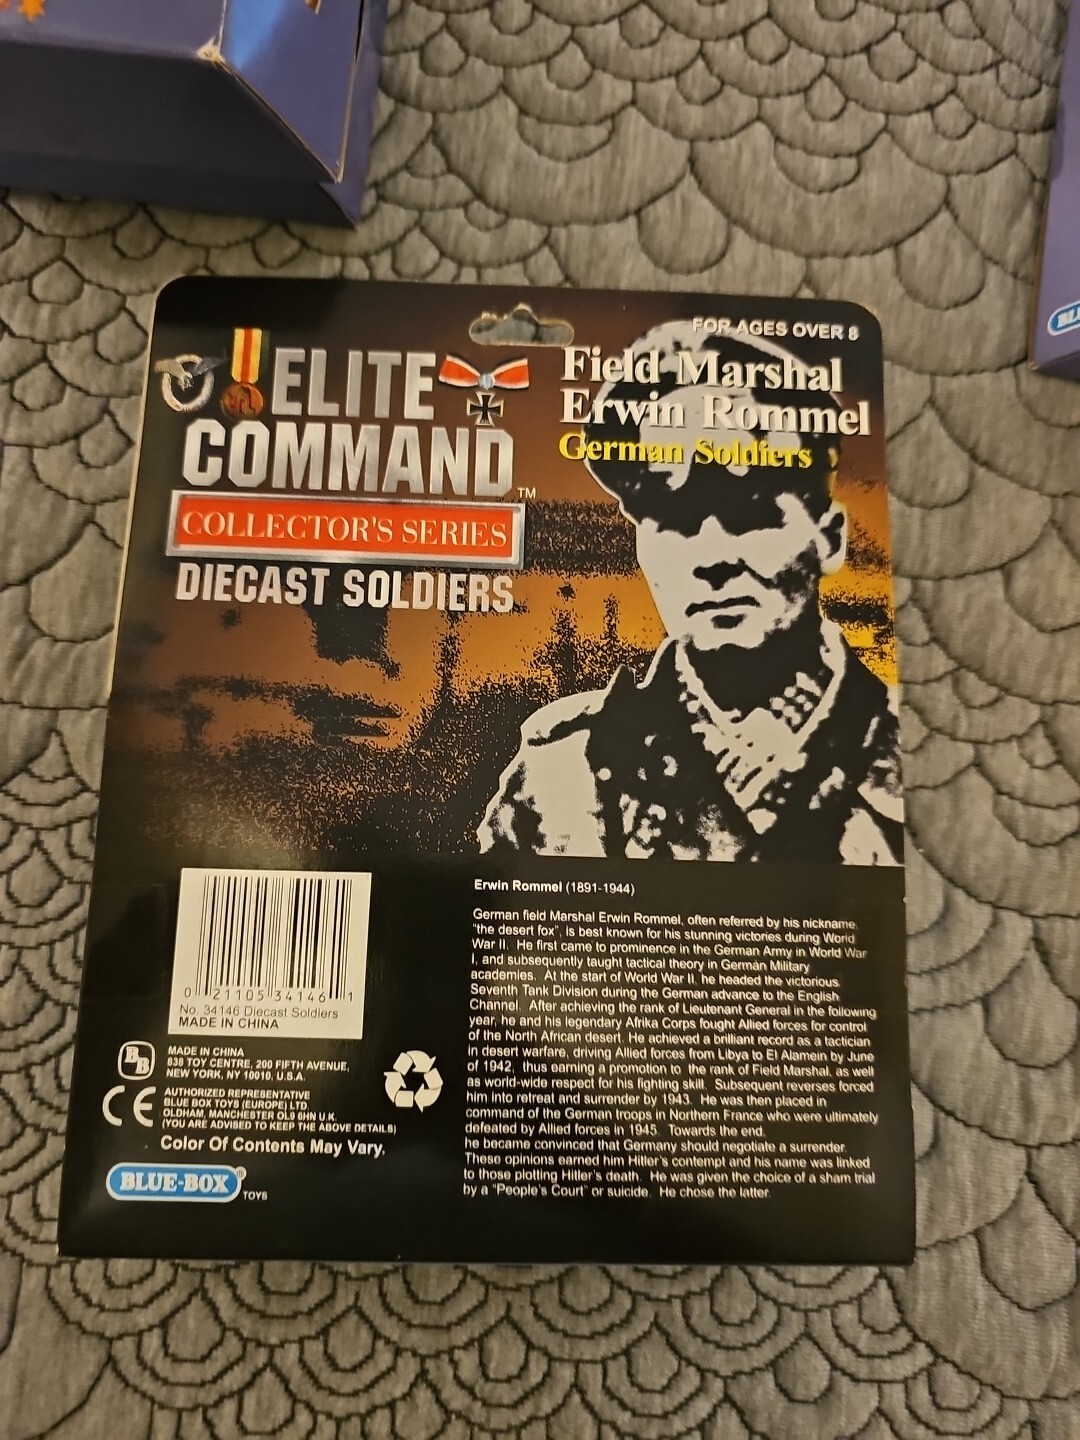 FOR AGES OVER 8
ELITE
COMMAND™
COLLECTOR'S SERIES
DIECAST SOLDIERS
Field Marshal
Erwin Rommel
German Soldiers
0 21105 34146 1
No. 34146 Diecast Soldiers
MADE IN CHINA
BB
MADE IN CHINA
838 TOY CENTRE, 200 FIFTH AVENUE,
NEW YORK, NY 10010, U.S.A.
CE
AUTHORIZED REPRESENTATIVE
BLUE BOX TOYS (EUROPE) LTD.
OLDHAM, MANCHESTER OL9 6HN U.K.
(YOU ARE ADVISED TO KEEP THE ABOVE DETAILS)
Color Of Contents May Vary.
BLUE-BOX®
TOYS
Erwin Rommel (1891-1944)
German field Marshal Erwin Rommel, often referred by his nickname,
"the desert fox", is best known for his stunning victories during World
War II. He first came to prominence in the German Army in World War
I, and subsequently taught tactical theory in German Military
academies. At the start of World War II, he headed the victorious
Seventh Tank Division during the German advance to the English
Channel. After achieving the rank of Lieutenant General in the following
year, he and his legendary Afrika Corps fought Allied forces for control
of the North African desert. He achieved a brilliant record as a tactician
in desert warfare, driving Allied forces from Libya to El Alamein by June
of 1942, thus earning a promotion to the rank of Field Marshal, as well
as world-wide respect for his fighting skill. Subsequent reverses forced
him into retreat and surrender by 1943. He was then placed in
command of the German troops in Northern France who were ultimately
defeated by Allied forces in 1945. Towards the end,
he became convinced that Germany should negotiate a surrender.
These opinions earned him Hitler's contempt and his name was linked
to those plotting Hitler's death. He was given the choice of a sham trial
by a "People's Court" or suicide. He chose the latter.